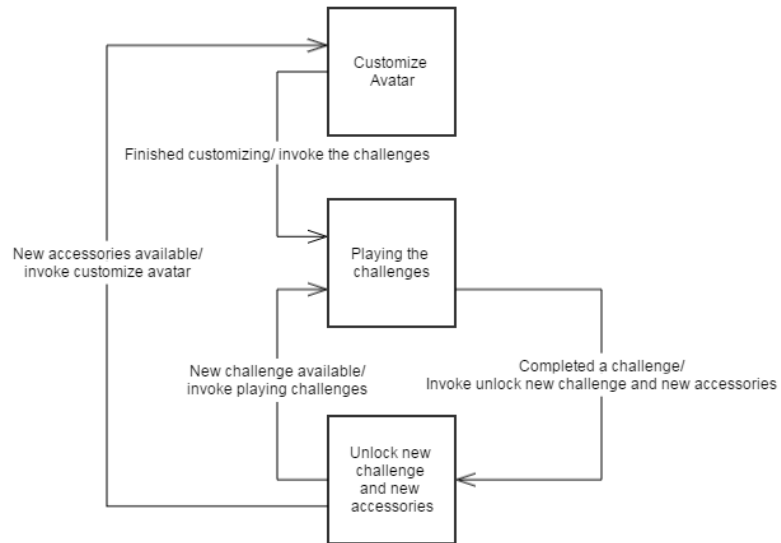 Customize
Avatar
Finished customizing/ invoke the challenges
New accessories available/
invoke customize avatar
Playing the
challenges
New challenge available/
invoke playing challenges
Completed a challenge/
Invoke unlock new challenge and new accessories
Unlock new
challenge
and new
accessories